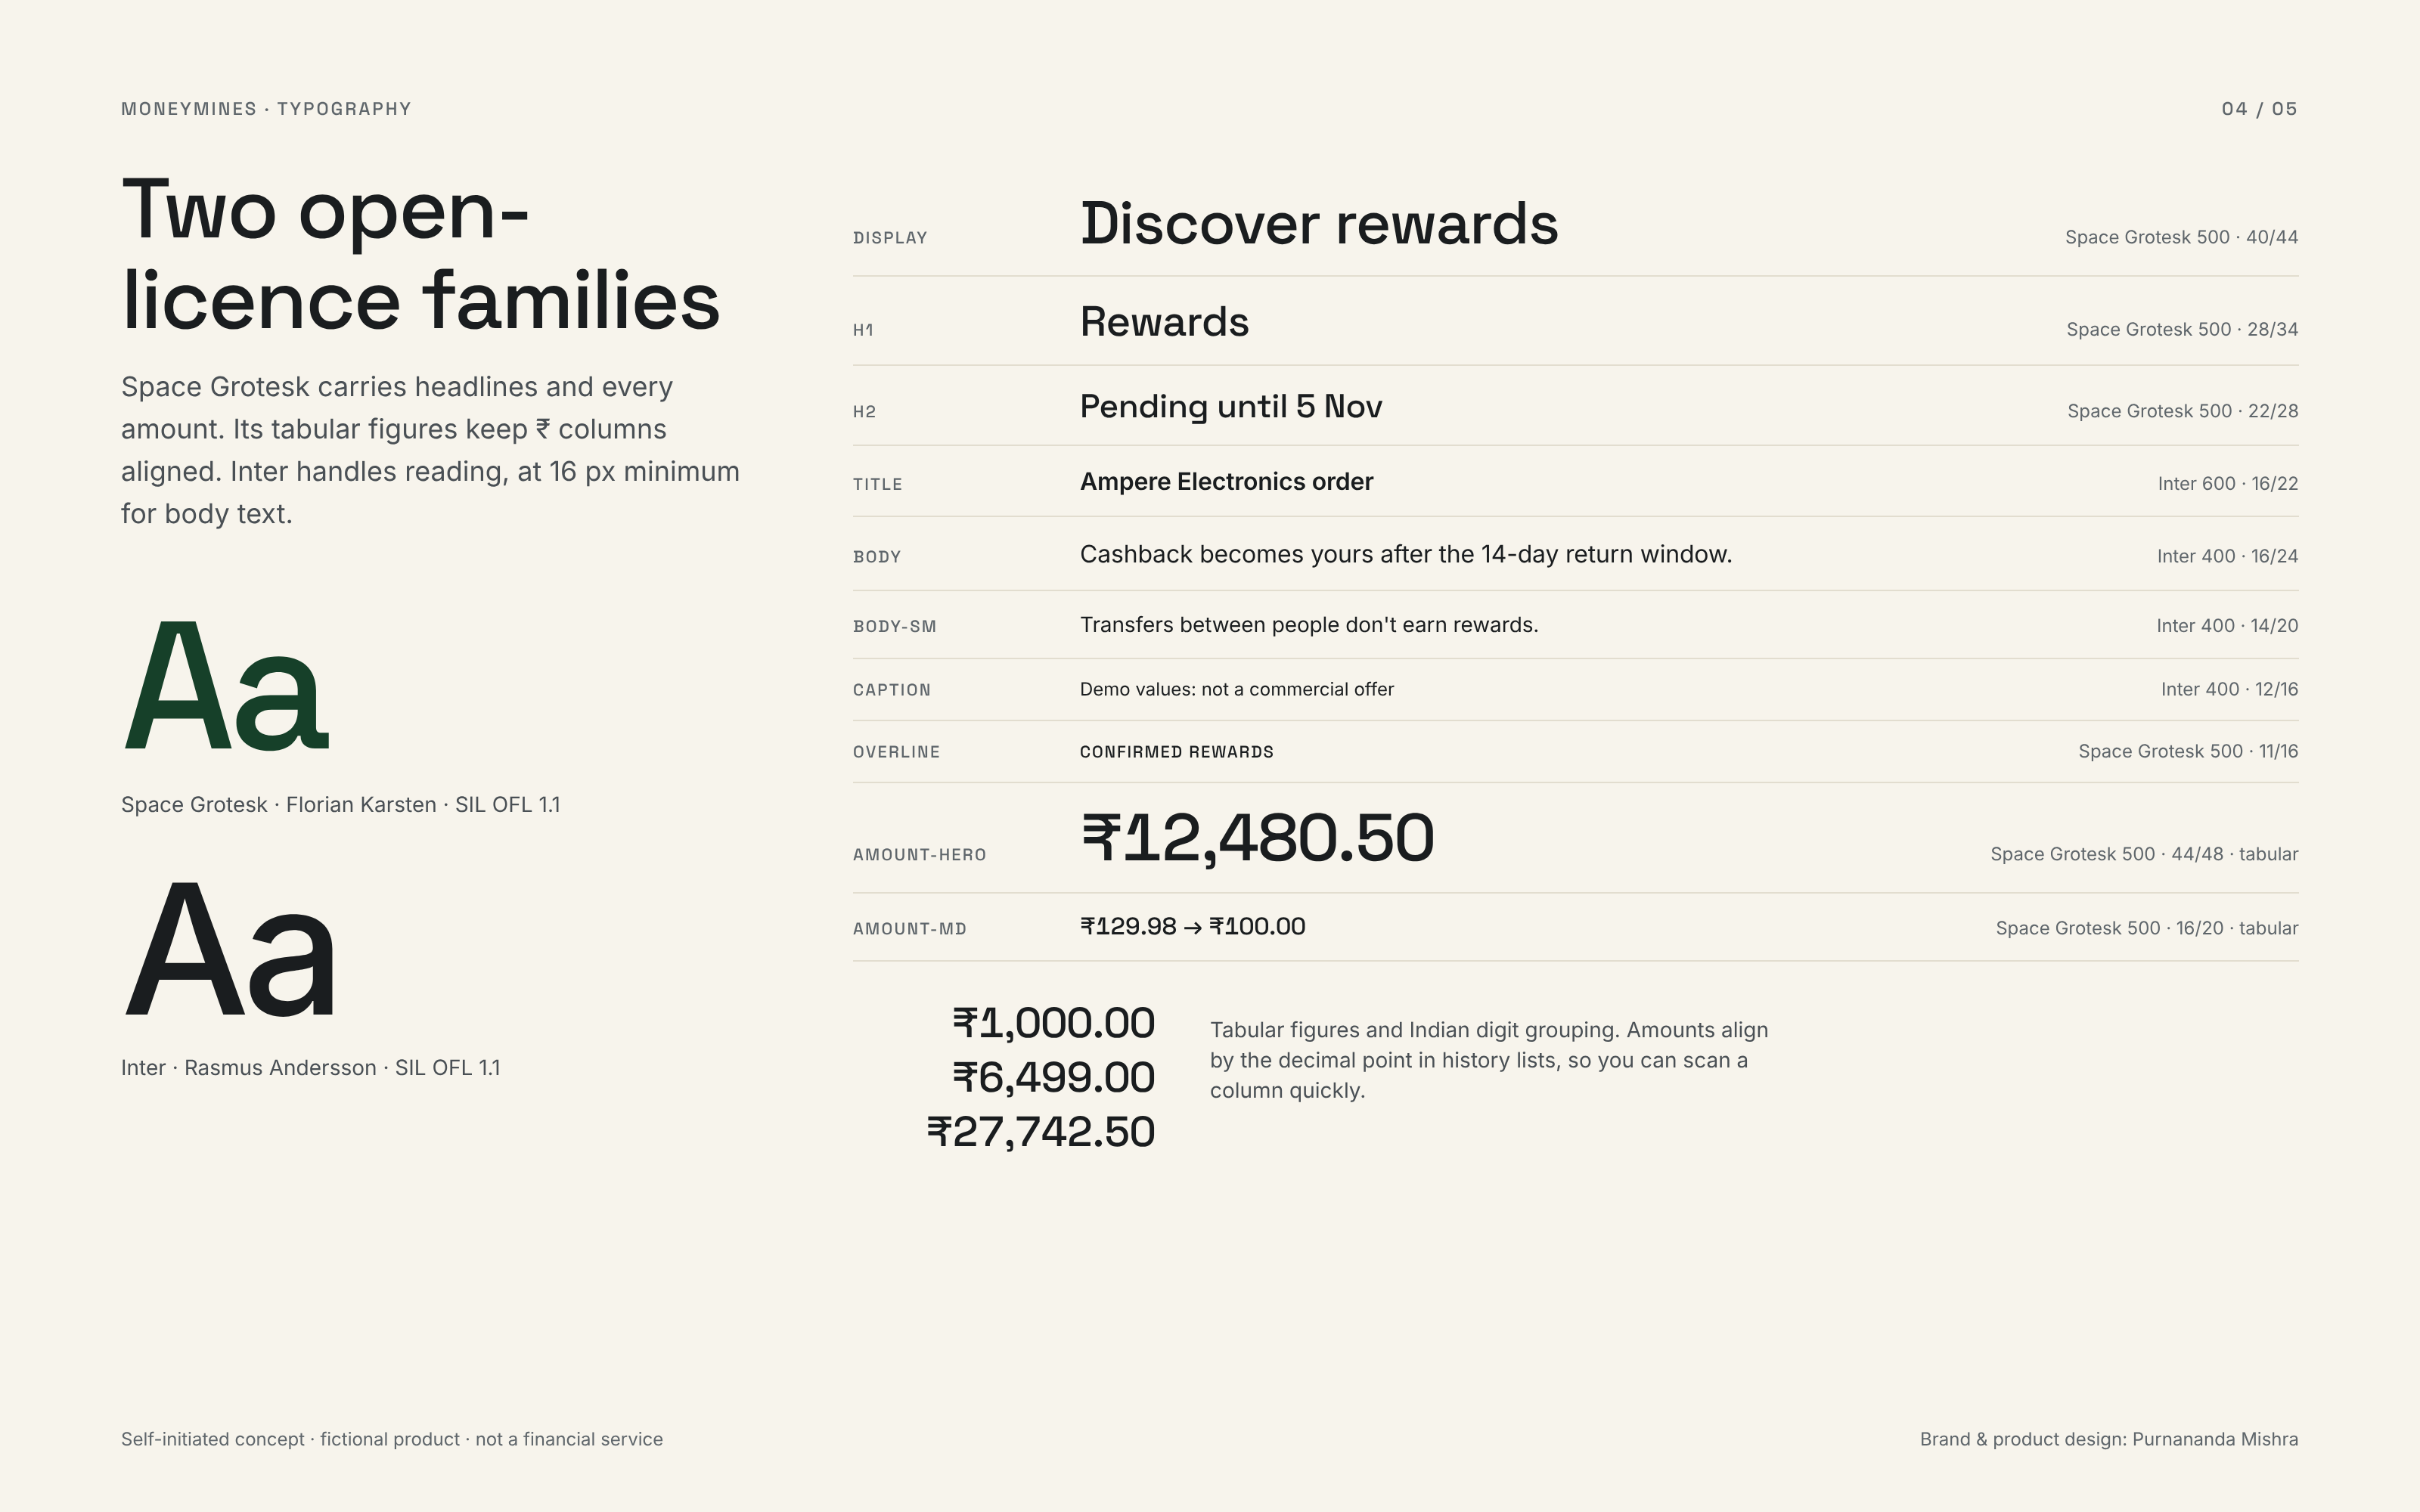 MONEYMINES · TYPOGRAPHY
04 / 05
Two open-
licence families
Space Grotesk carries headlines and every
amount. Its tabular figures keep ₹ columns
aligned. Inter handles reading, at 16 px minimum
for body text.
Aa
Space Grotesk · Florian Karsten · SIL OFL 1.1
Aa
Inter · Rasmus Andersson · SIL OFL 1.1
DISPLAY Discover rewards Space Grotesk 500 · 40/44
H1 Rewards Space Grotesk 500 · 28/34
H2 Pending until 5 Nov Space Grotesk 500 · 22/28
TITLE Ampere Electronics order Inter 600 · 16/22
BODY Cashback becomes yours after the 14-day return window. Inter 400 · 16/24
BODY-SM Transfers between people don't earn rewards. Inter 400 · 14/20
CAPTION Demo values: not a commercial offer Inter 400 · 12/16
OVERLINE CONFIRMED REWARDS Space Grotesk 500 · 11/16
AMOUNT-HERO ₹12,480.50 Space Grotesk 500 · 44/48 · tabular
AMOUNT-MD ₹129.98 → ₹100.00 Space Grotesk 500 · 16/20 · tabular
₹1,000.00
₹6,499.00
₹27,742.50
Tabular figures and Indian digit grouping. Amounts align
by the decimal point in history lists, so you can scan a
column quickly.
Self-initiated concept · fictional product · not a financial service
Brand & product design: Purnananda Mishra